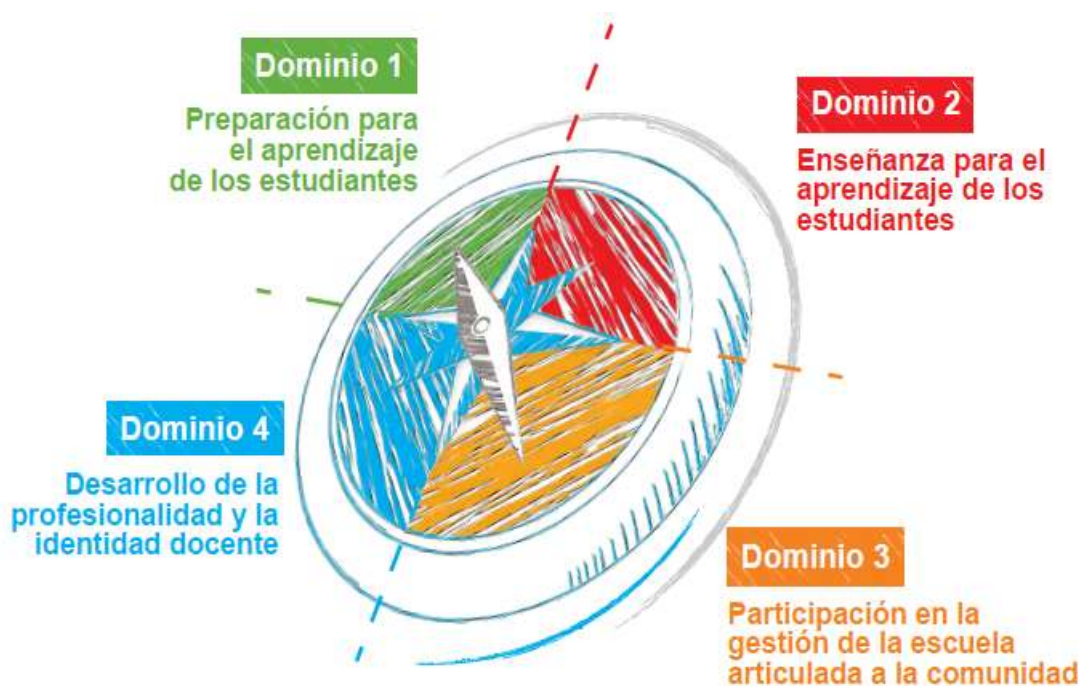 Dominio 1
Preparación para
el aprendizaje
de los estudiantes
Dominio 2
Enseñanza para el
aprendizaje de los
estudiantes
Dominio 4
Desarrollo de la
profesionalidad y la
identidad docente
Dominio 3
Participación en la
gestión de la escuela
articulada a la comunidad